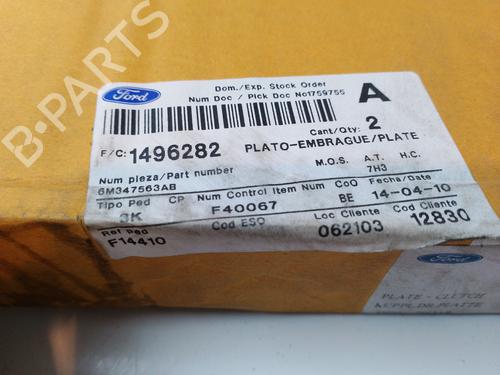 Ford
Dom./Exp. Stock Order
Num Doc / Pick Doc No1759755
A
F/C: 1496282
Cant/Qty: 2
PLATO-EMBRAGUE/PLATE
Num pieza/Part number
6M347563AB
M.O.S. A.T. H.C.
7H3
Tipo Ped CP Num Control Item Num CoO Fecha/Date
3K F40067 BE 14-04-10
Ref Ped Cod ESO Loc Cliente Cod Cliente
F14410 062103 12830
Ford
PLATE - CLUTCH
KUPPLDR.PLATTE
B-PARTS